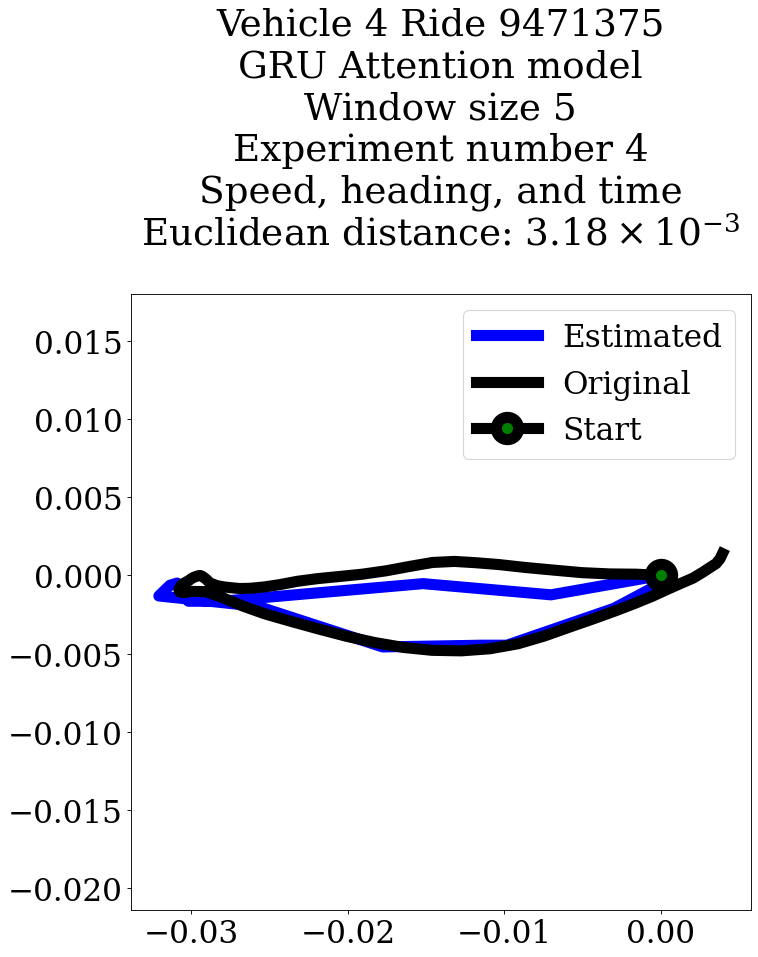 Vehicle 4 Ride 9471375
GRU Attention model
Window size 5
Experiment number 4
Speed, heading, and time
Euclidean distance: 3.18 × 10⁻³
Estimated
Original
Start
0.015
0.010
0.005
0.000
−0.005
−0.010
−0.015
−0.020
−0.03
−0.02
−0.01
0.00